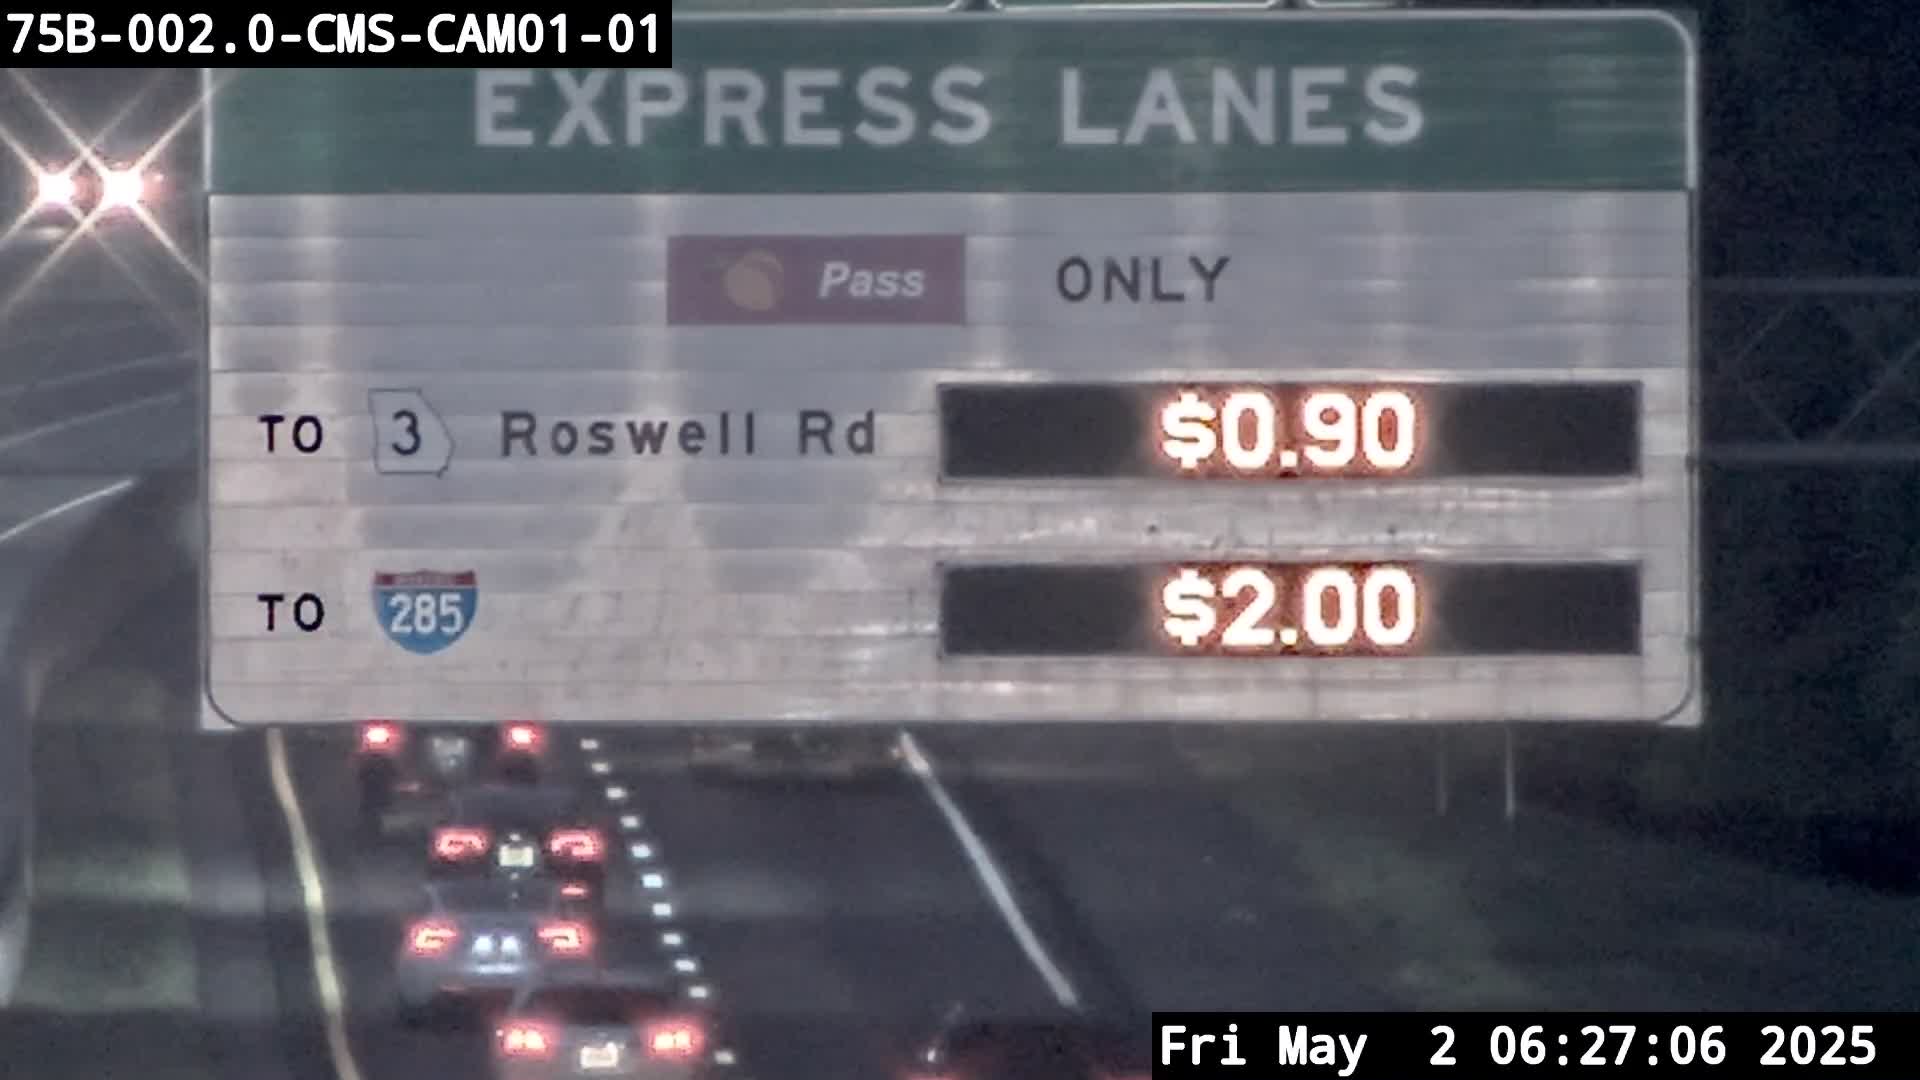 75B-002.0-CMS-CAM01-01
EXPRESS LANES
Pass ONLY
TO 3 Roswell Rd $0.90
TO 285 $2.00
Fri May 2 06:27:06 2025